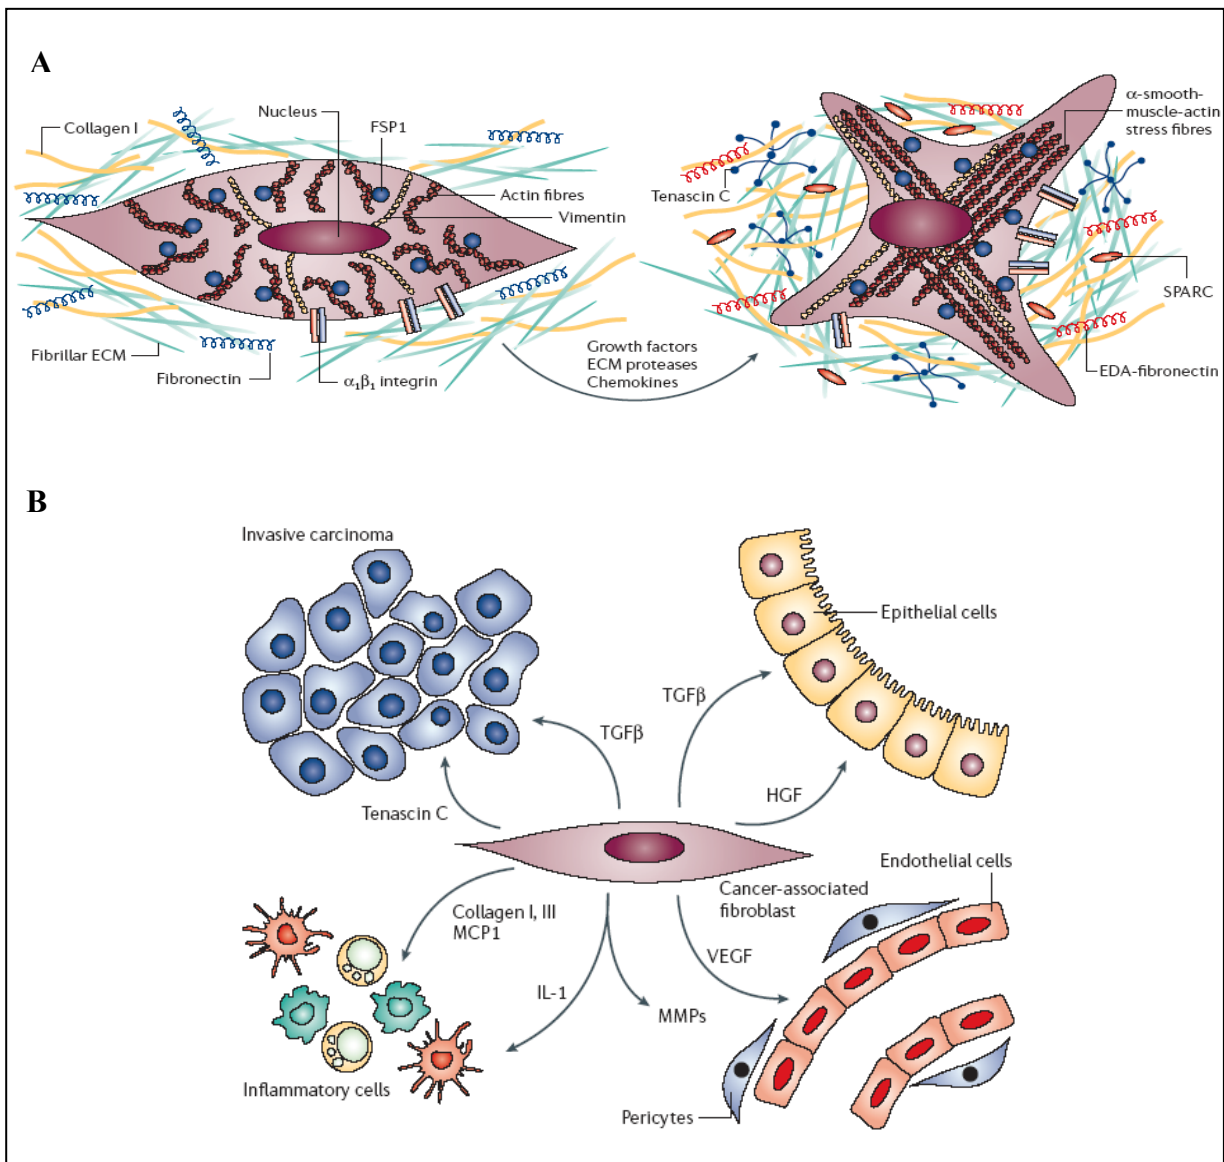 A
Nucleus
FSP1
Collagen I
Actin fibres
Vimentin
Fibrillar ECM
Fibronectin
α₁β₁ integrin
Growth factors
ECM proteases
Chemokines
α-smooth-
muscle-actin
stress fibres
Tenascin C
SPARC
EDA-fibronectin
B
Invasive carcinoma
Epithelial cells
TGFβ
TGFβ
HGF
Tenascin C
Endothelial cells
Cancer-associated
fibroblast
Collagen I, III
MCP1
VEGF
IL-1
MMPs
Inflammatory cells
Pericytes